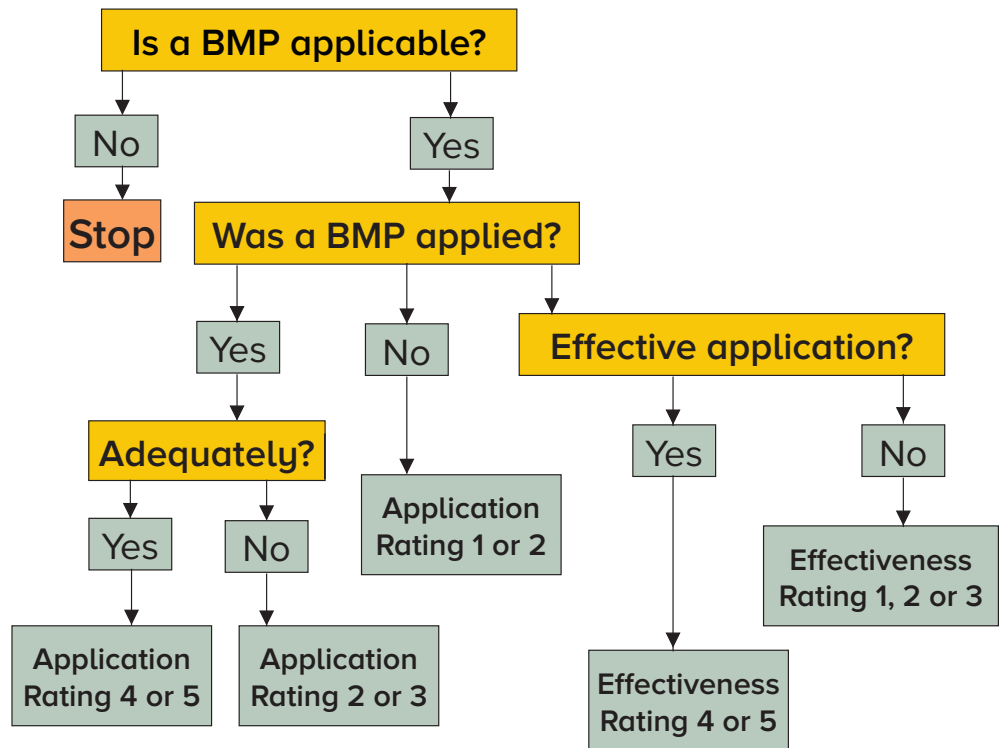 Is a BMP applicable?
No
Yes
Stop
Was a BMP applied?
Yes
No
Effective application?
Adequately?
Yes
No
Yes
No
Application
Rating 1 or 2
Effectiveness
Rating 1, 2 or 3
Application
Rating 4 or 5
Application
Rating 2 or 3
Effectiveness
Rating 4 or 5